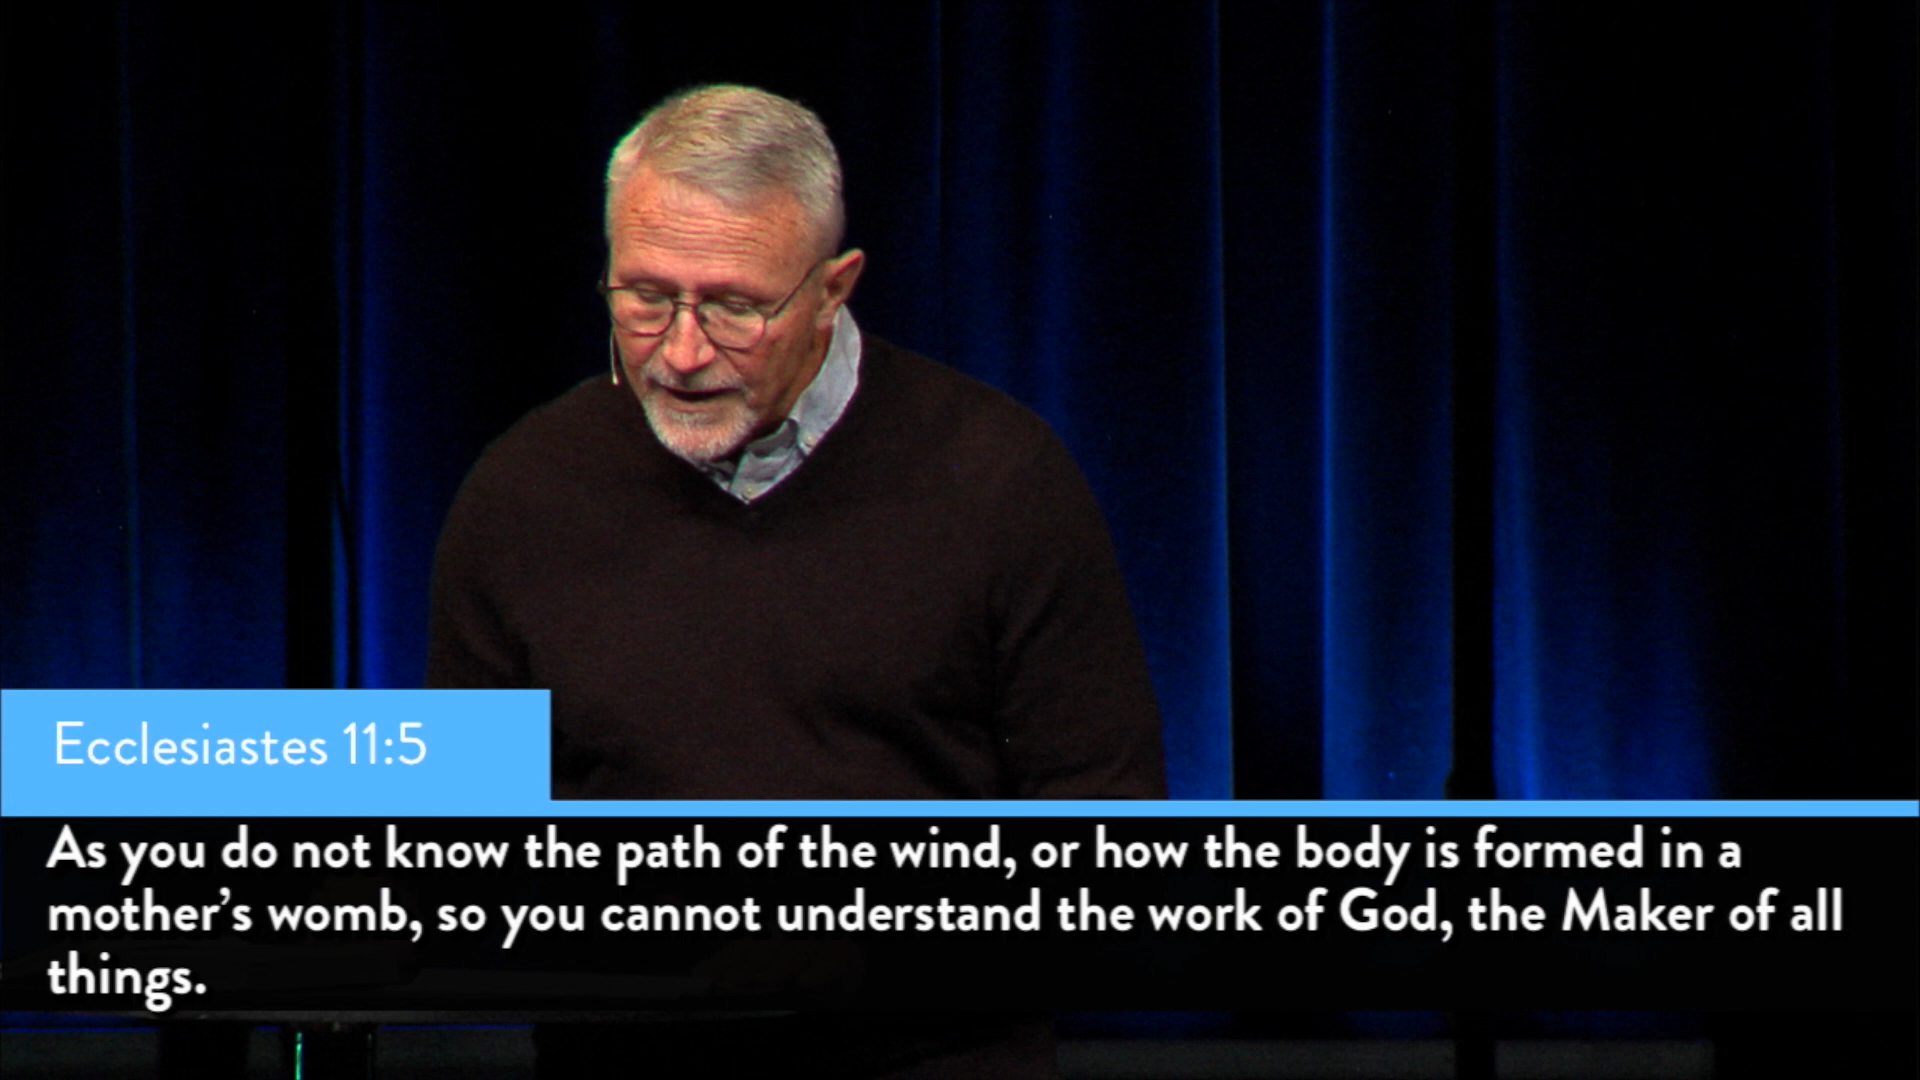 Ecclesiastes 11:5
As you do not know the path of the wind, or how the body is formed in a
mother’s womb, so you cannot understand the work of God, the Maker of all
things.